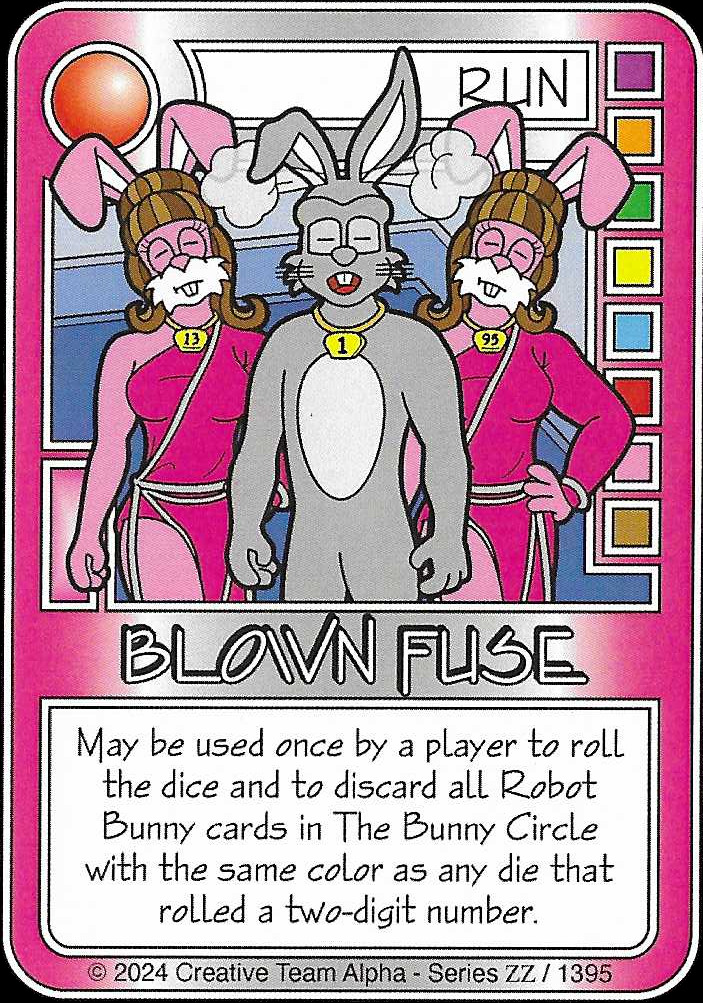 RUN
13
1
95
BLOWN FUSE
May be used once by a player to roll
the dice and to discard all Robot
Bunny cards in The Bunny Circle
with the same color as any die that
rolled a two-digit number.
© 2024 Creative Team Alpha - Series ZZ / 1395